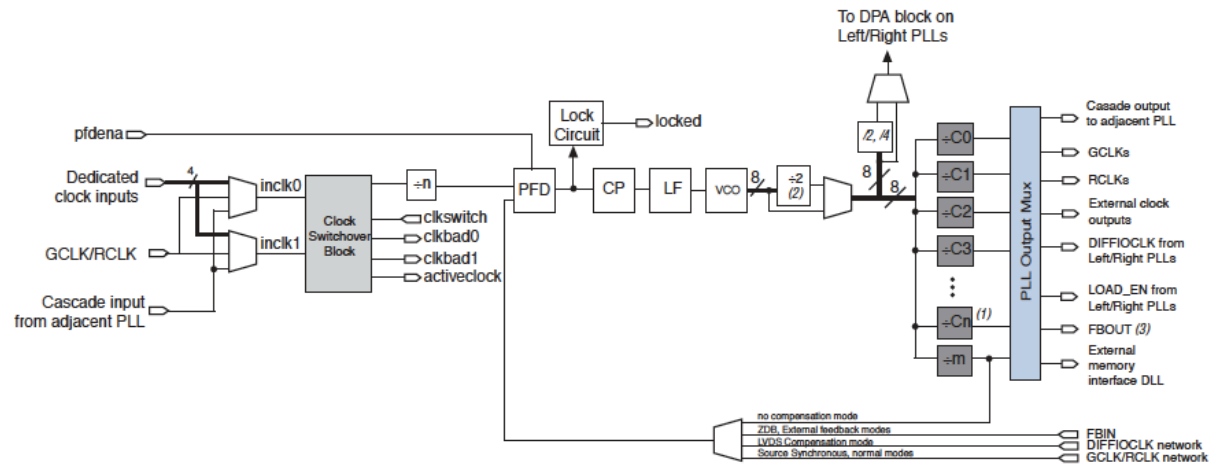 To DPA block on
Left/Right PLLs
pfdena
Lock
Circuit
locked
/2, /4
Dedicated
clock inputs
4
inclk0
÷n
PFD
CP
LF
VCO
8
÷2
(2)
8
8
÷C0
÷C1
÷C2
÷C3
÷Cn
(1)
÷m
PLL Output Mux
Casade output
to adjacent PLL
GCLKs
RCLKs
External clock
outputs
DIFFIOCLK from
Left/Right PLLs
LOAD_EN from
Left/Right PLLs
FBOUT (3)
External
memory
interface DLL
Clock
Switchover
Block
clkswitch
clkbad0
clkbad1
activeclock
inclk1
GCLK/RCLK
Cascade input
from adjacent PLL
no compensation mode
ZDB, External feedback modes
LVDS Compensation mode
Source Synchronous, normal modes
FBIN
DIFFIOCLK network
GCLK/RCLK network